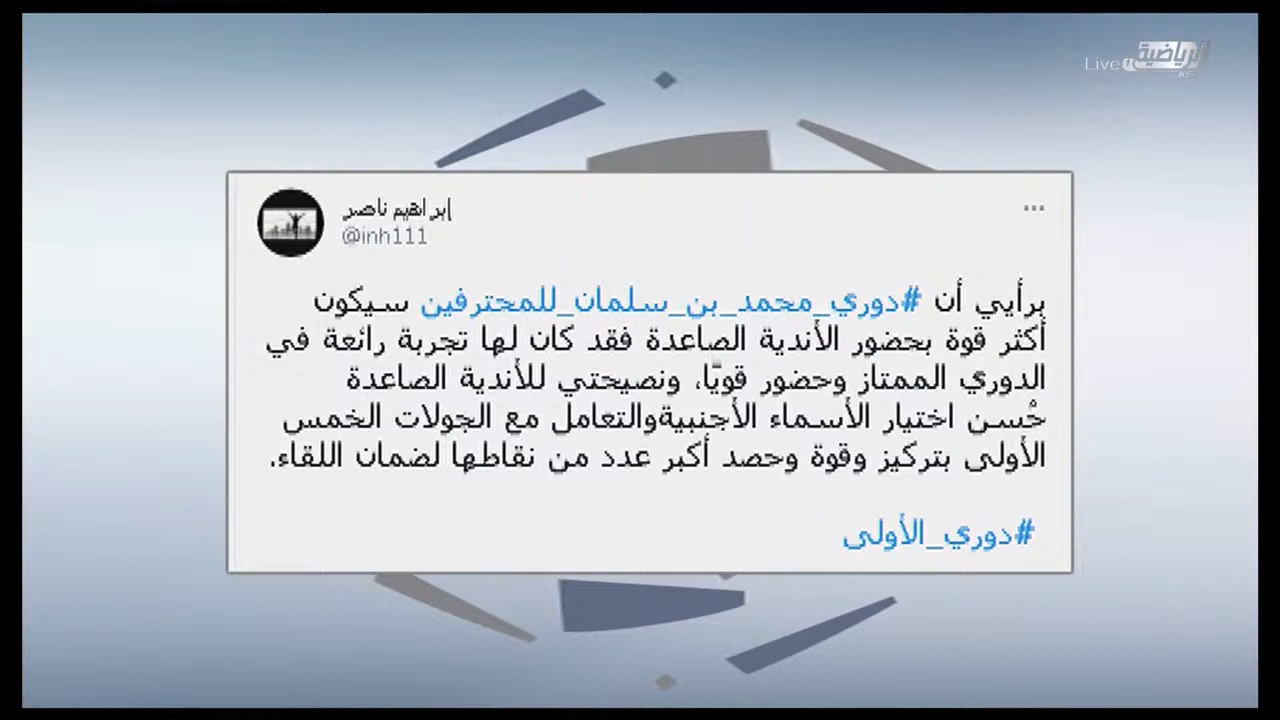 Live
الرياضية
KSA
إبراهيم ناصر
@inh111
برأيي أن #دوري_محمد_بن_سلمان_للمحترفين سيكون
أكثر قوة بحضور الأندية الصاعدة فقد كان لها تجربة رائعة في
الدوري الممتاز وحضور قويًا، ونصيحتي للأندية الصاعدة
حُسن اختيار الأسماء الأجنبيةوالتعامل مع الجولات الخمس
الأولى بتركيز وقوة وحصد أكبر عدد من نقاطها لضمان اللقاء.
#دوري_الأولى